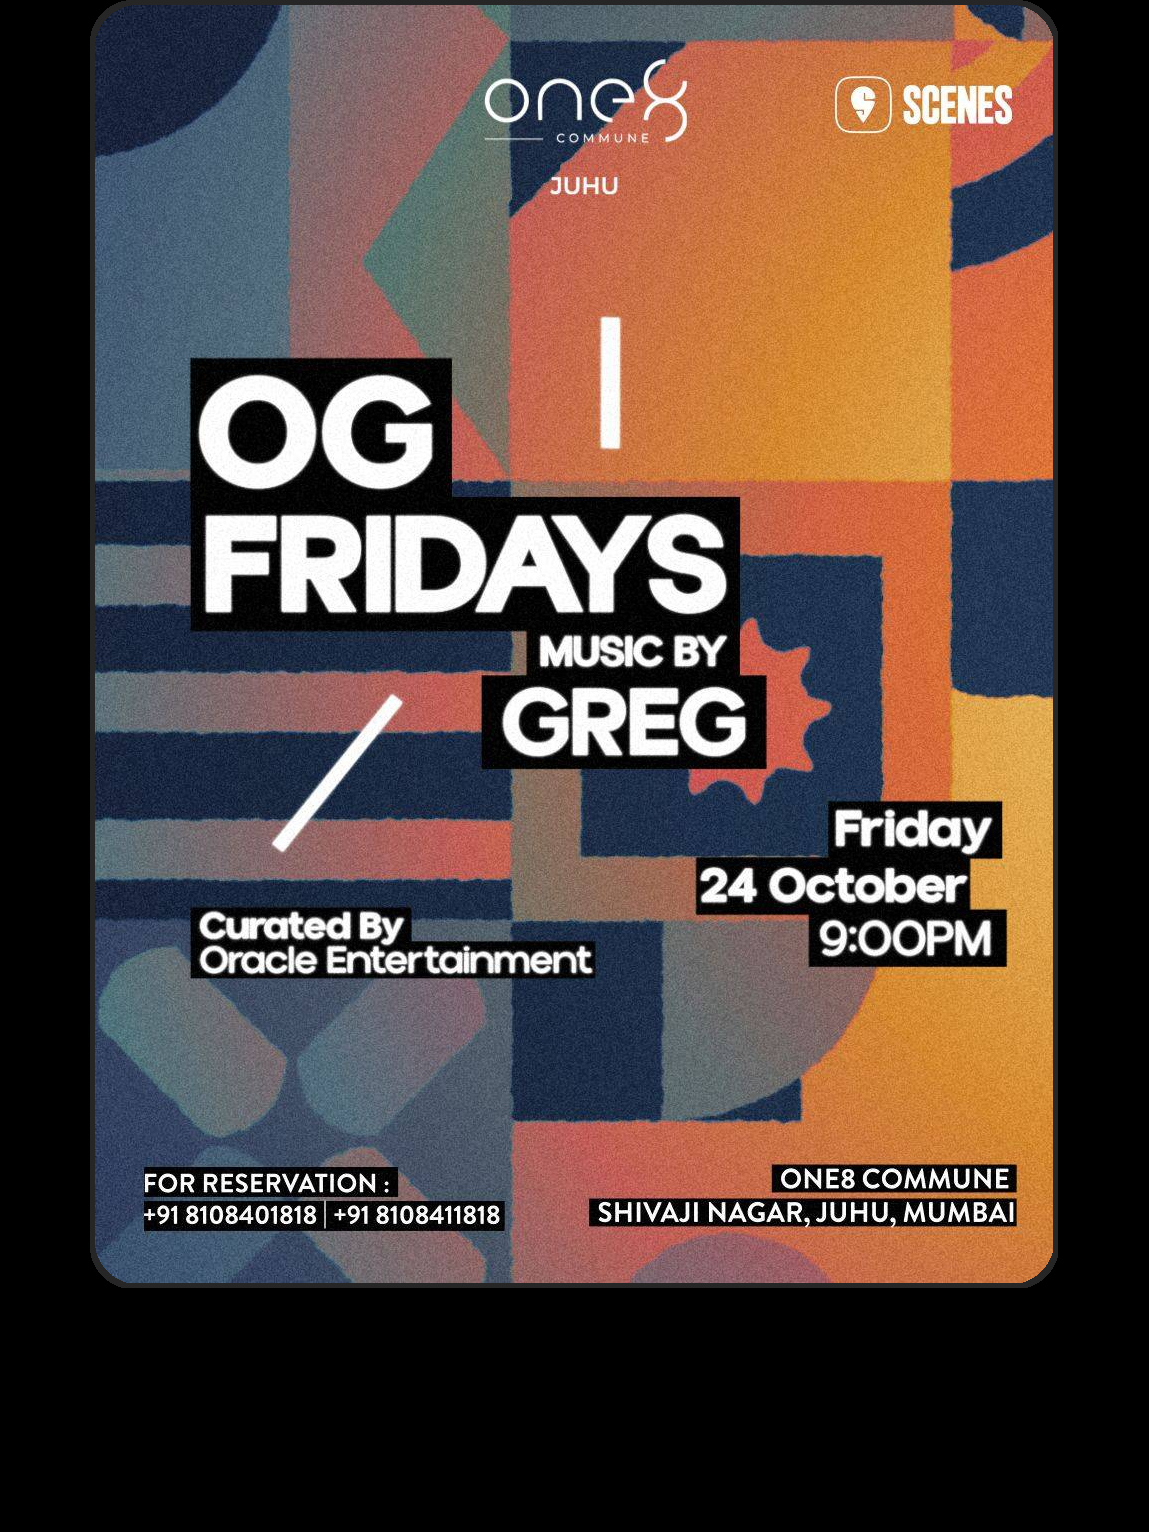 one8
COMMUNE
JUHU
SCENES
OG
FRIDAYS
MUSIC BY
GREG
Friday
24 October
9:00PM
Curated By
Oracle Entertainment
FOR RESERVATION :
+91 8108401818 | +91 8108411818
ONE8 COMMUNE
SHIVAJI NAGAR, JUHU, MUMBAI